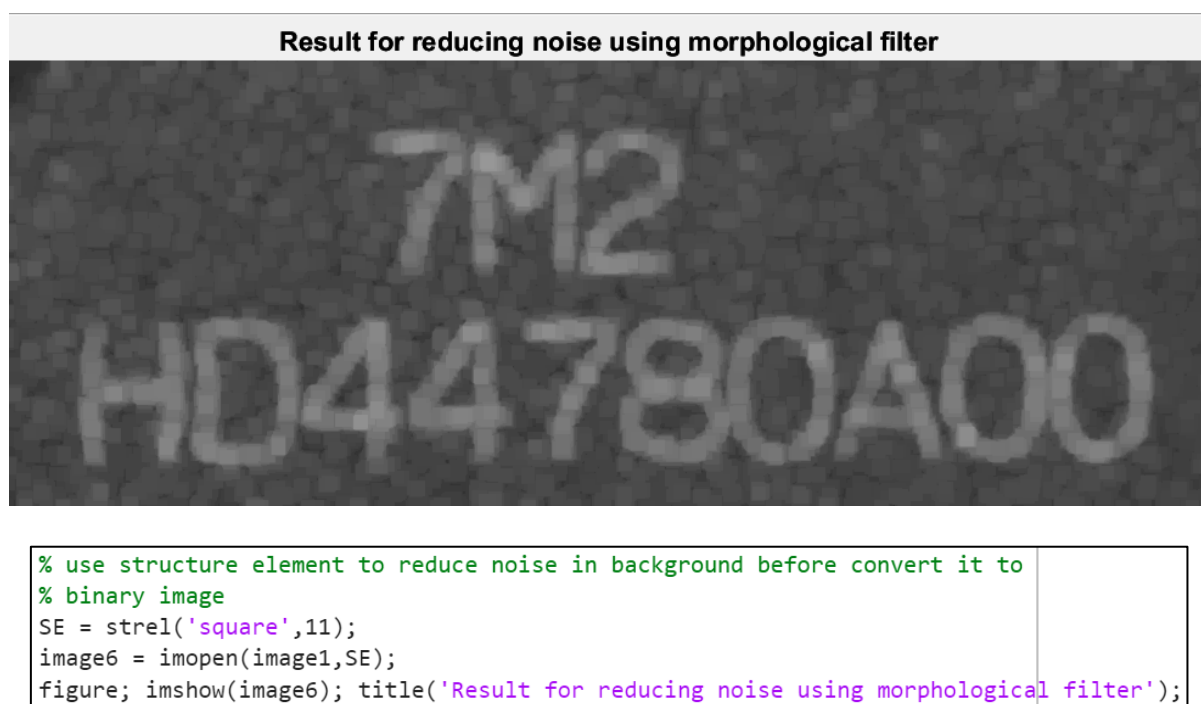 Result for reducing noise using morphological filter
7M2
HD44780A00
% use structure element to reduce noise in background before convert it to
% binary image
SE = strel('square',11);
image6 = imopen(image1,SE);
figure; imshow(image6); title('Result for reducing noise using morphological filter');